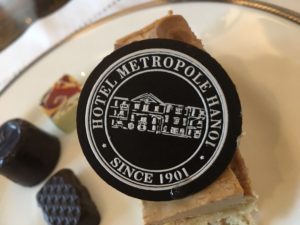 HOTEL METROPOLE HANOI
· SINCE 1901 ·